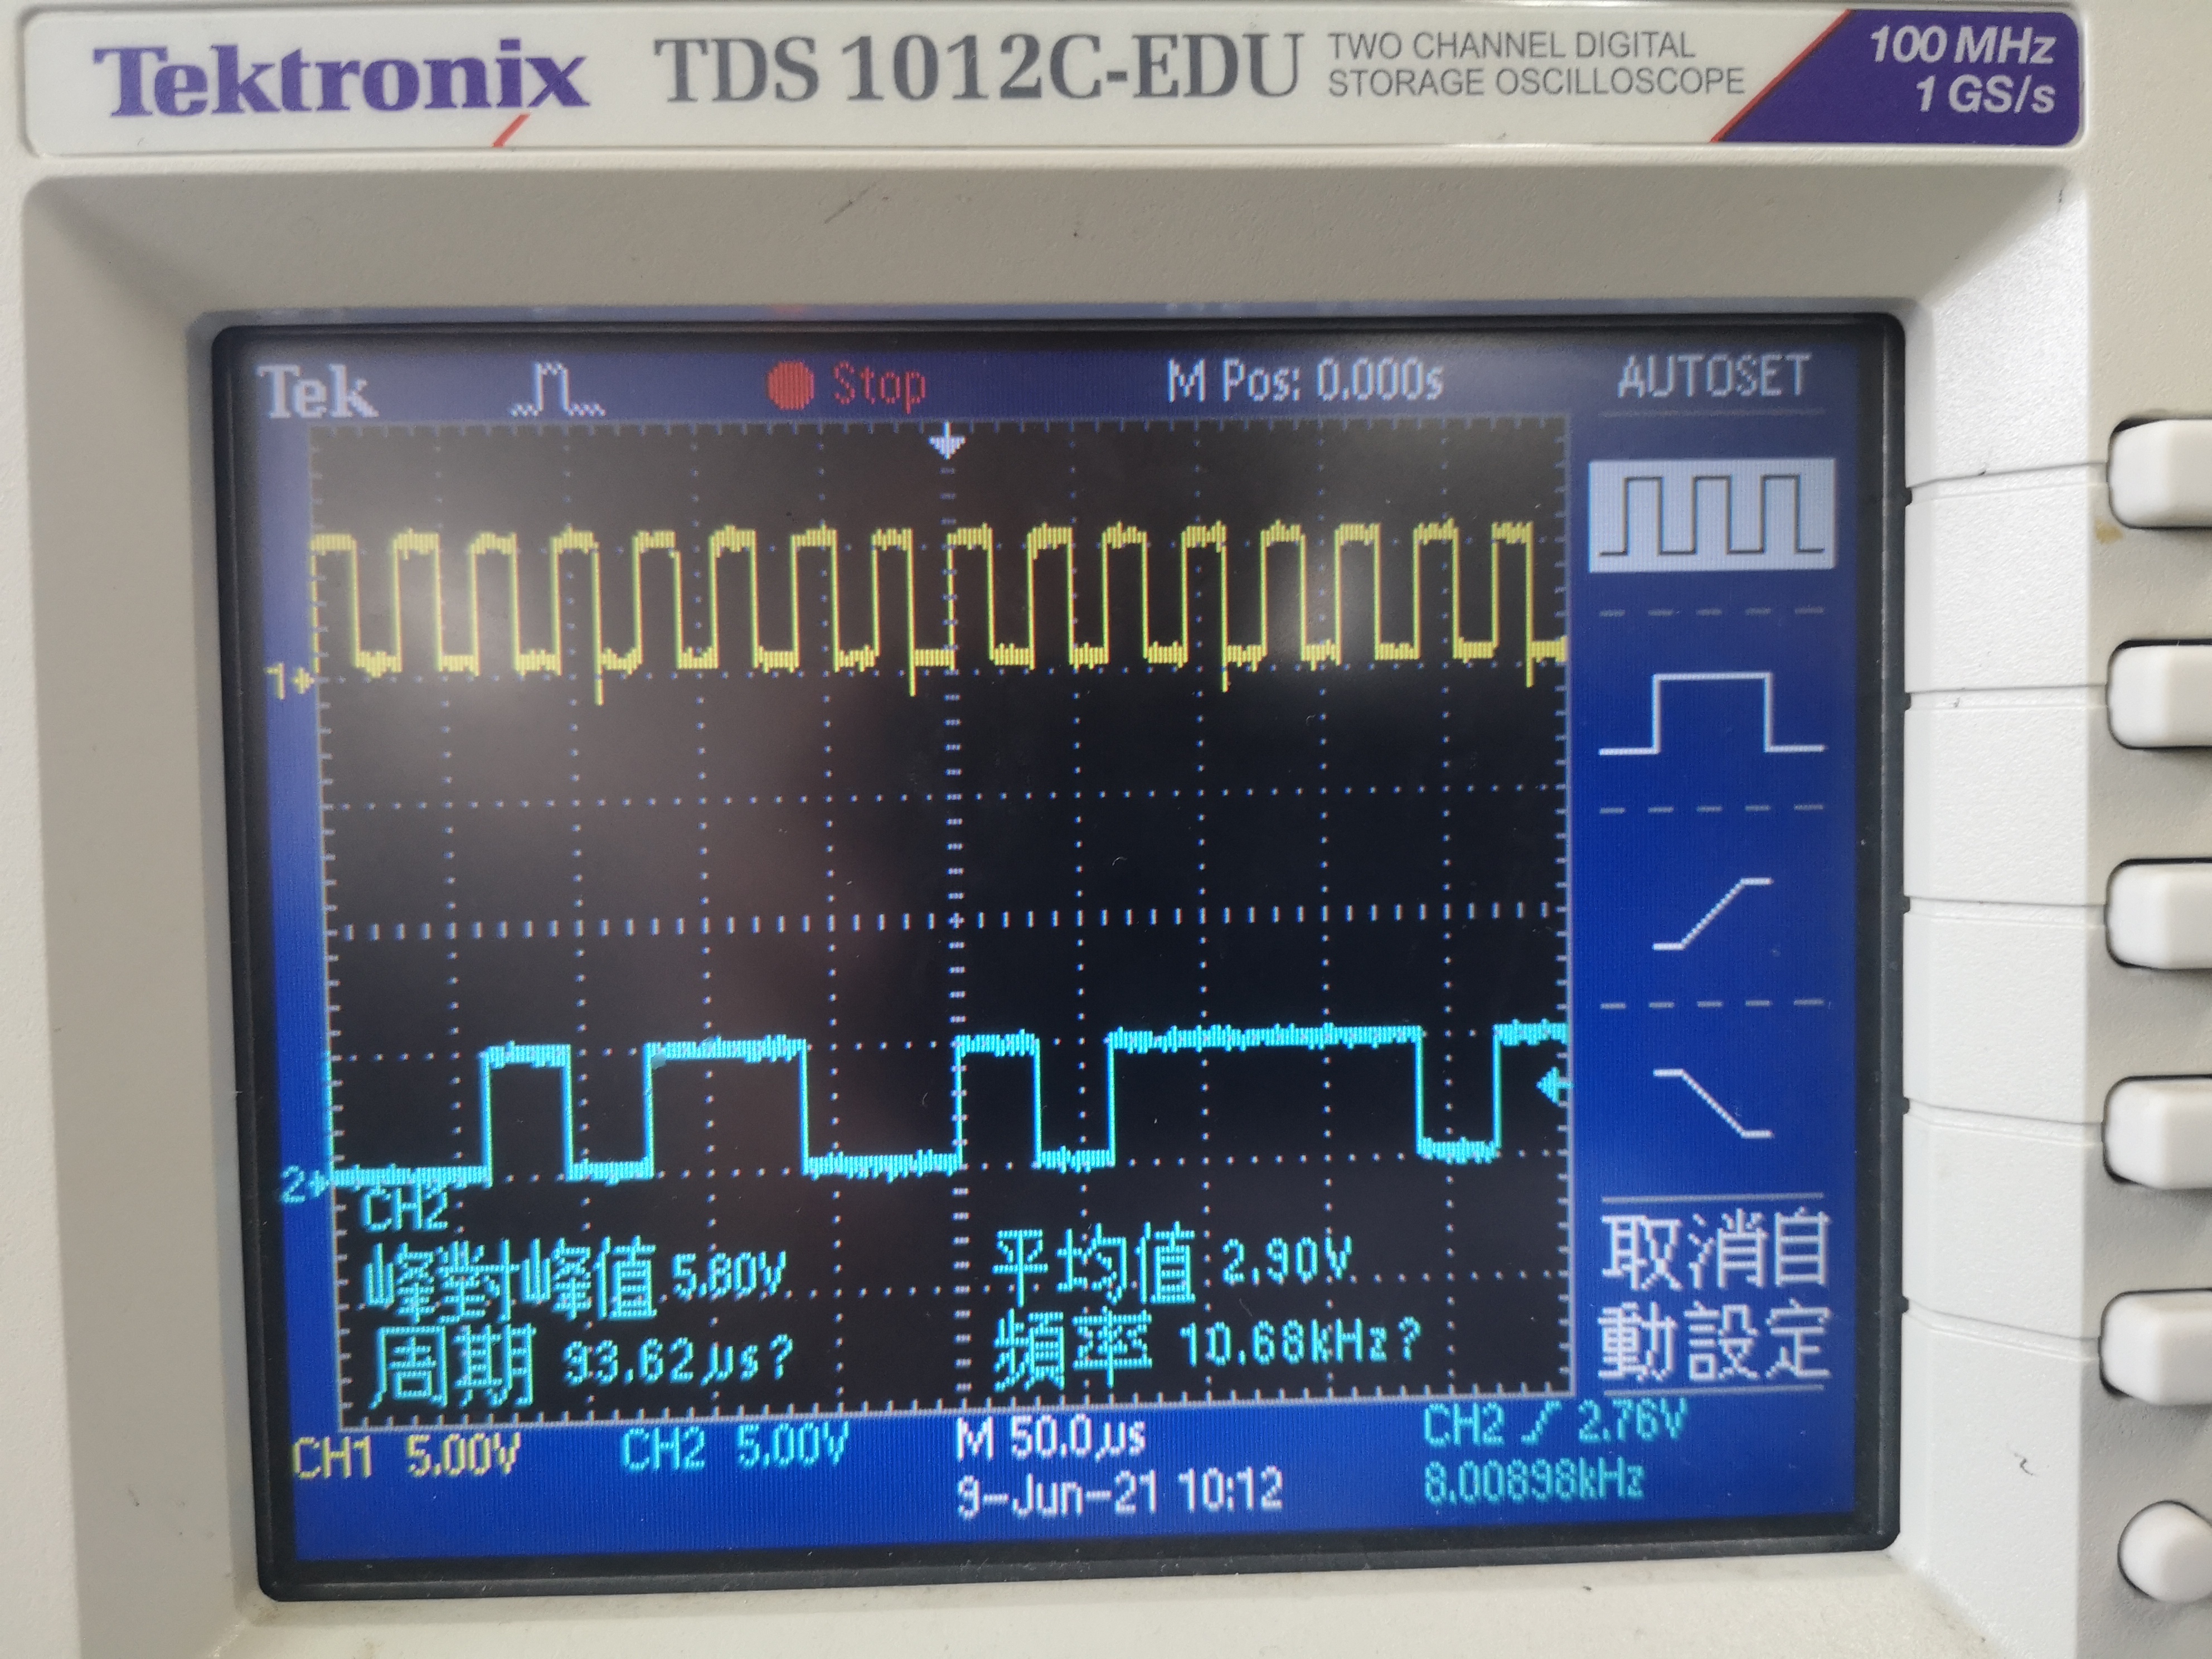 Tektronix TDS 1012C-EDU TWO CHANNEL DIGITAL STORAGE OSCILLOSCOPE
100 MHz
1 GS/s
Tek Stop M Pos: 0.000s AUTOSET
1
2
CH2
峰對峰值 5.80V 平均值 2.90V
周期 93.62µs? 頻率 10.68kHz?
取消自
動設定
CH1 5.00V CH2 5.00V M 50.0µs CH2 2.76V
9-Jun-21 10:12 8.00898kHz